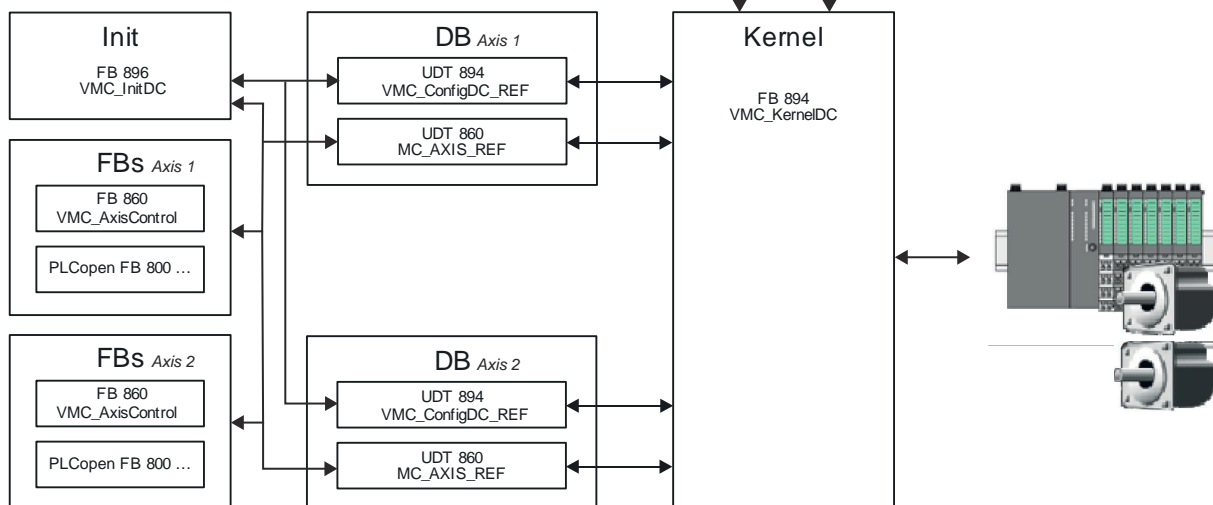 Init
FB 896
VMC_InitDC
DB Axis 1
UDT 894
VMC_ConfigDC_REF
UDT 860
MC_AXIS_REF
Kernel
FB 894
VMC_KernelDC
FBs Axis 1
FB 860
VMC_AxisControl
PLCopen FB 800 …
FBs Axis 2
FB 860
VMC_AxisControl
PLCopen FB 800 …
DB Axis 2
UDT 894
VMC_ConfigDC_REF
UDT 860
MC_AXIS_REF